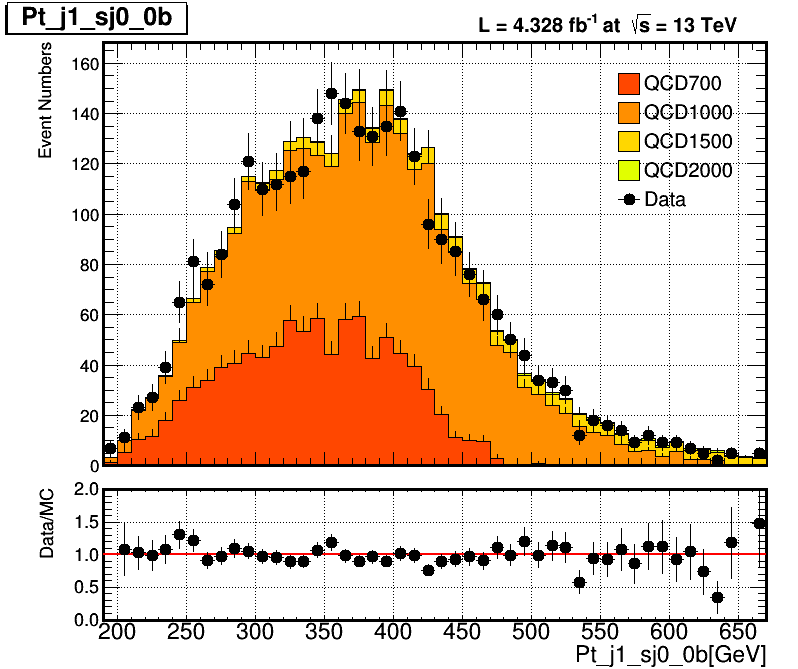 Pt_j1_sj0_0b
L = 4.328 fb⁻¹ at √s = 13 TeV
Event Numbers
160
140
120
100
80
60
40
20
0
QCD700
QCD1000
QCD1500
QCD2000
Data
Data/MC
2.0
1.5
1.0
0.5
0.0
200 250 300 350 400 450 500 550 600 650
Pt_j1_sj0_0b[GeV]